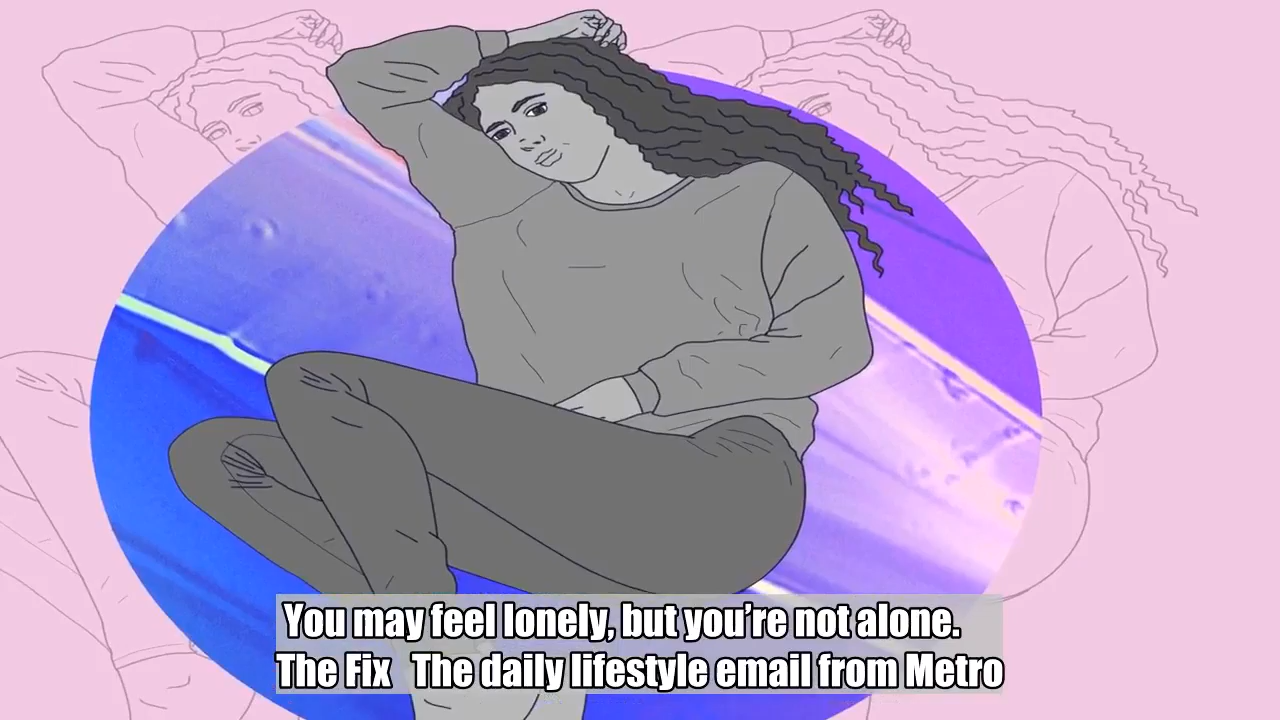 You may feel lonely, but you’re not alone.
The Fix The daily lifestyle email from Metro